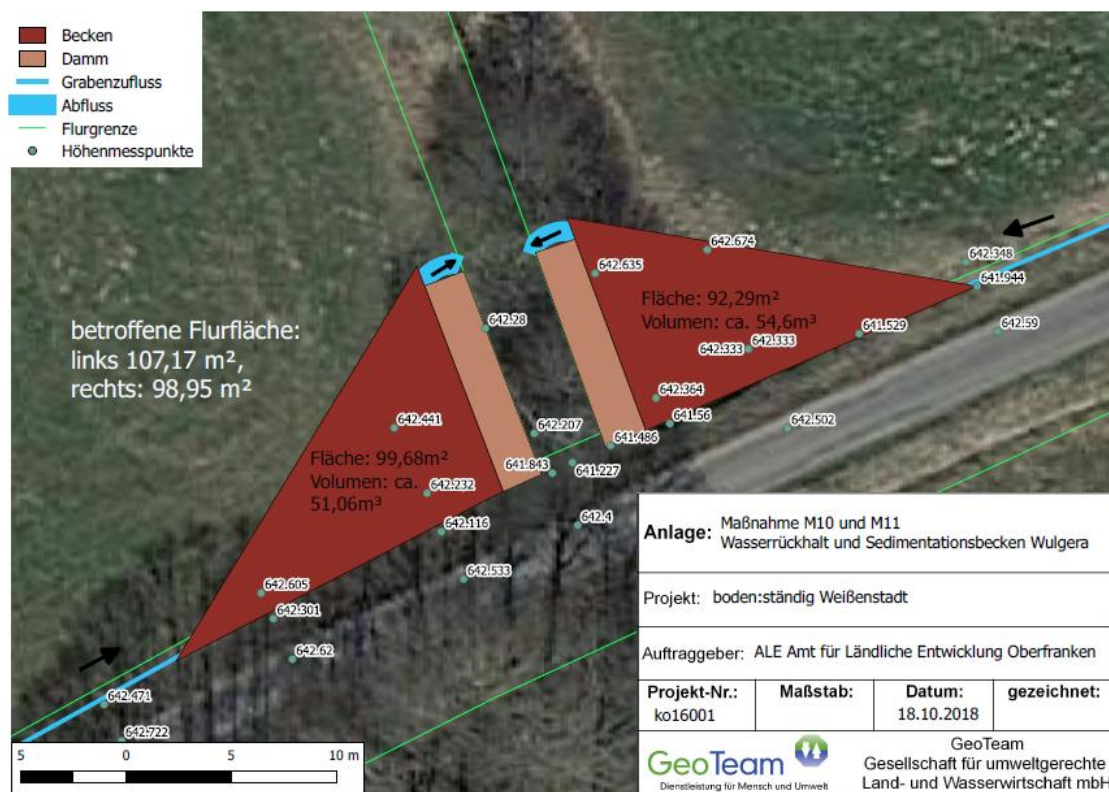 Becken
Damm
Grabenzufluss
Abfluss
Flurgrenze
Höhenmesspunkte
642.674
642.348
641.944
642.635
642.59
Fläche: 92,29m²
Volumen: ca. 54,6m³
642.28
641.529
642.333
642.333
betroffene Flurfläche:
links 107,17 m²,
rechts: 98,95 m²
642.364
642.441
642.207
641.56
642.502
641.486
Fläche: 99,68m²
Volumen: ca.
51,06m³
641.843
641.227
642.232
642.116
642.4
642.533
642.605
642.301
642.62
642.471
642.722
5 0 5 10 m
Anlage: Maßnahme M10 und M11
Wasserrückhalt und Sedimentationsbecken Wulgera
Projekt: boden:ständig Weißenstadt
Auftraggeber: ALE Amt für Ländliche Entwicklung Oberfranken
Projekt-Nr.: Maßstab: Datum: gezeichnet:
ko16001 18.10.2018
GeoTeam
Dienstleistung für Mensch und Umwelt
GeoTeam
Gesellschaft für umweltgerechte
Land- und Wasserwirtschaft mbH